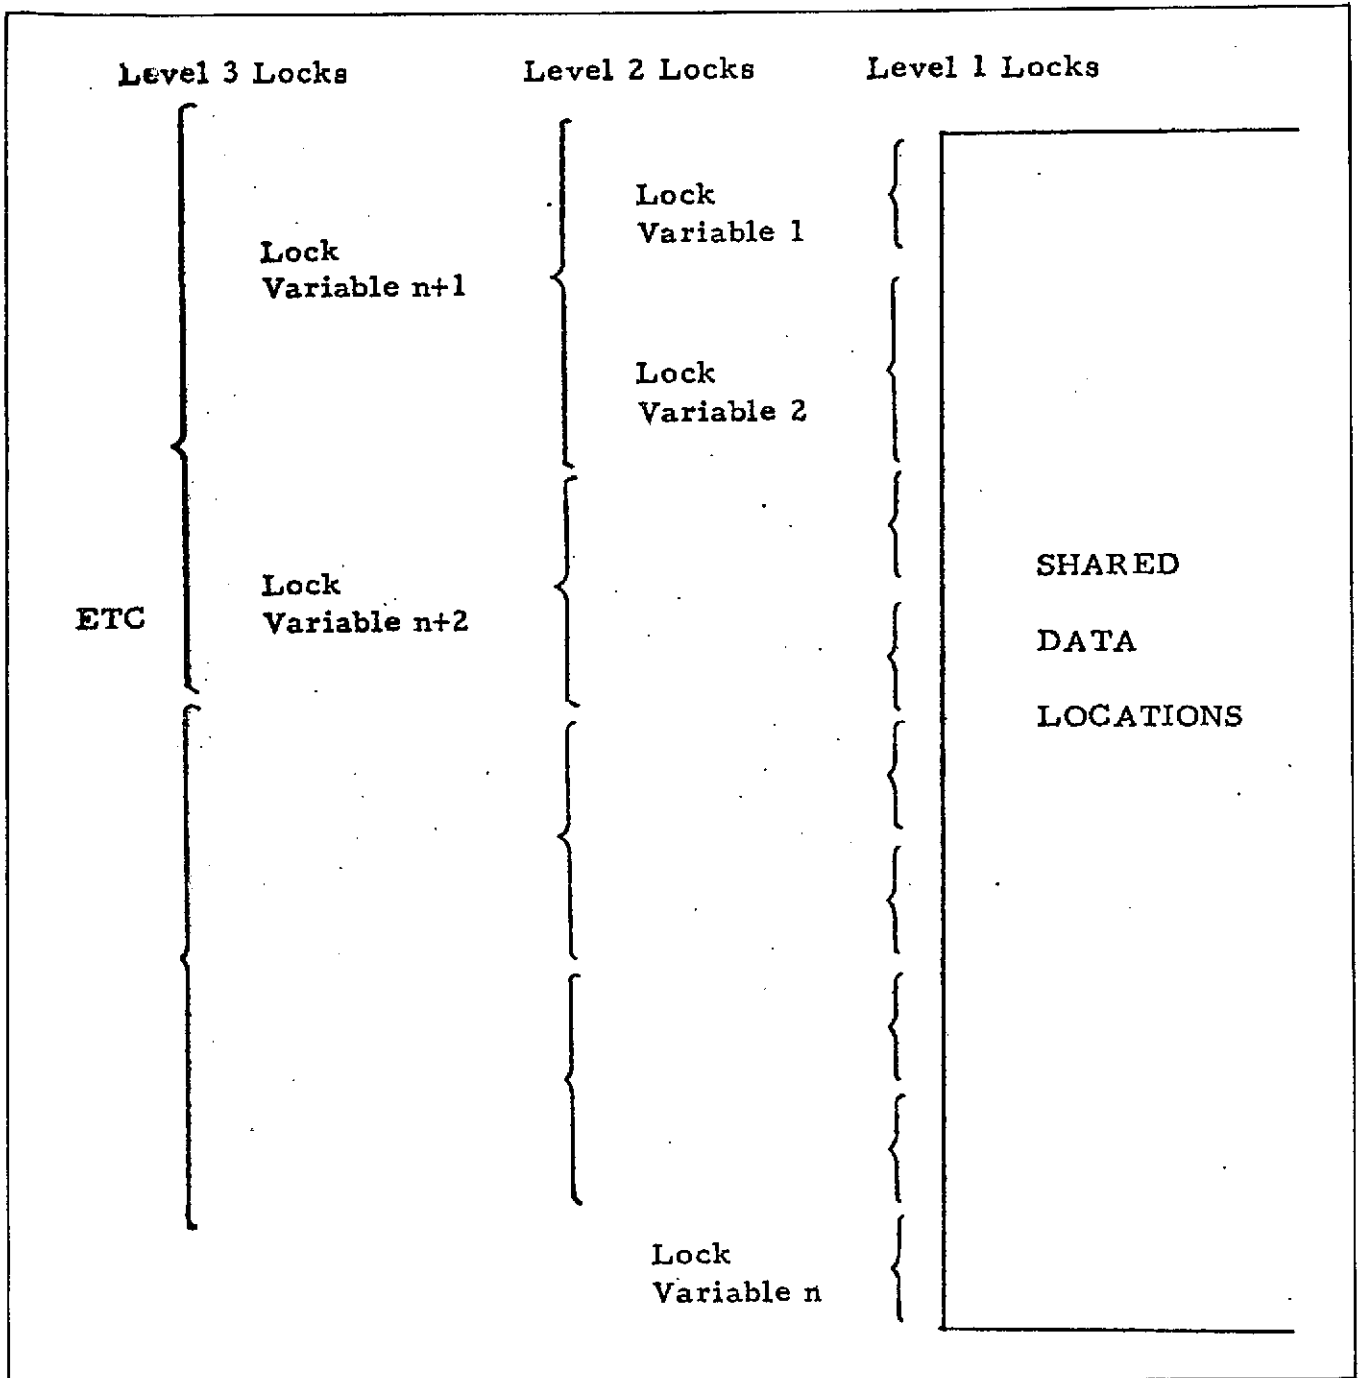 Level 3 Locks
Level 2 Locks
Level 1 Locks
Lock
Variable 1
Lock
Variable n+1
Lock
Variable 2
SHARED
DATA
LOCATIONS
Lock
Variable n+2
ETC
Lock
Variable n